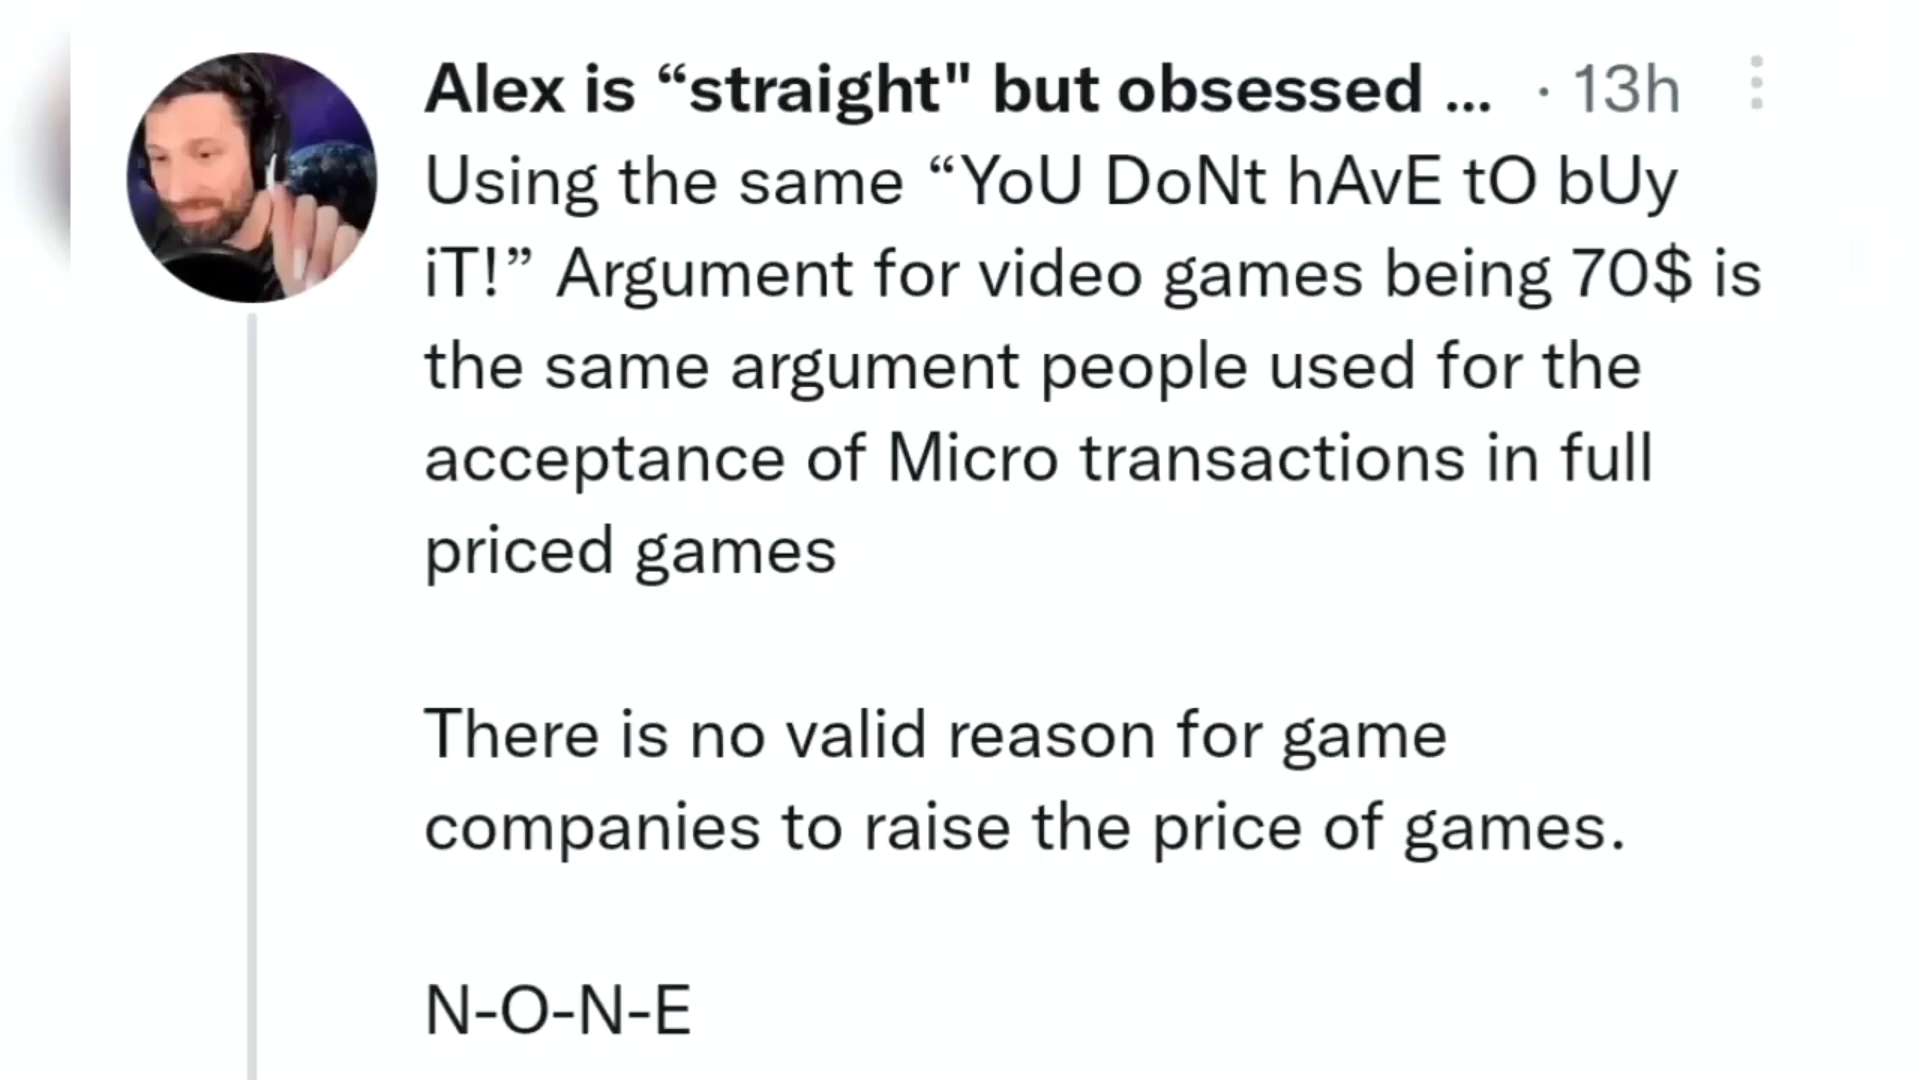 Alex is “straight" but obsessed ... · 13h
Using the same “YoU DoNt hAvE tO bUy
iT!” Argument for video games being 70$ is
the same argument people used for the
acceptance of Micro transactions in full
priced games
There is no valid reason for game
companies to raise the price of games.
N-O-N-E